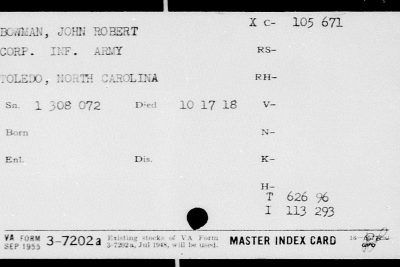 BOWMAN, JOHN ROBERT X C- 105 671
CORP. INF. ARMY RS-
TOLEDO, NORTH CAROLINA RH-
Sn. 1 308 072 Died 10 17 18 V-
Born N-
Enl. Dis. K-
H-
T 626 96
I 113 293
VA FORM
SEP 1955 3-7202a Existing stocks of VA Form
3-7202a, Jul 1948, will be used. MASTER INDEX CARD